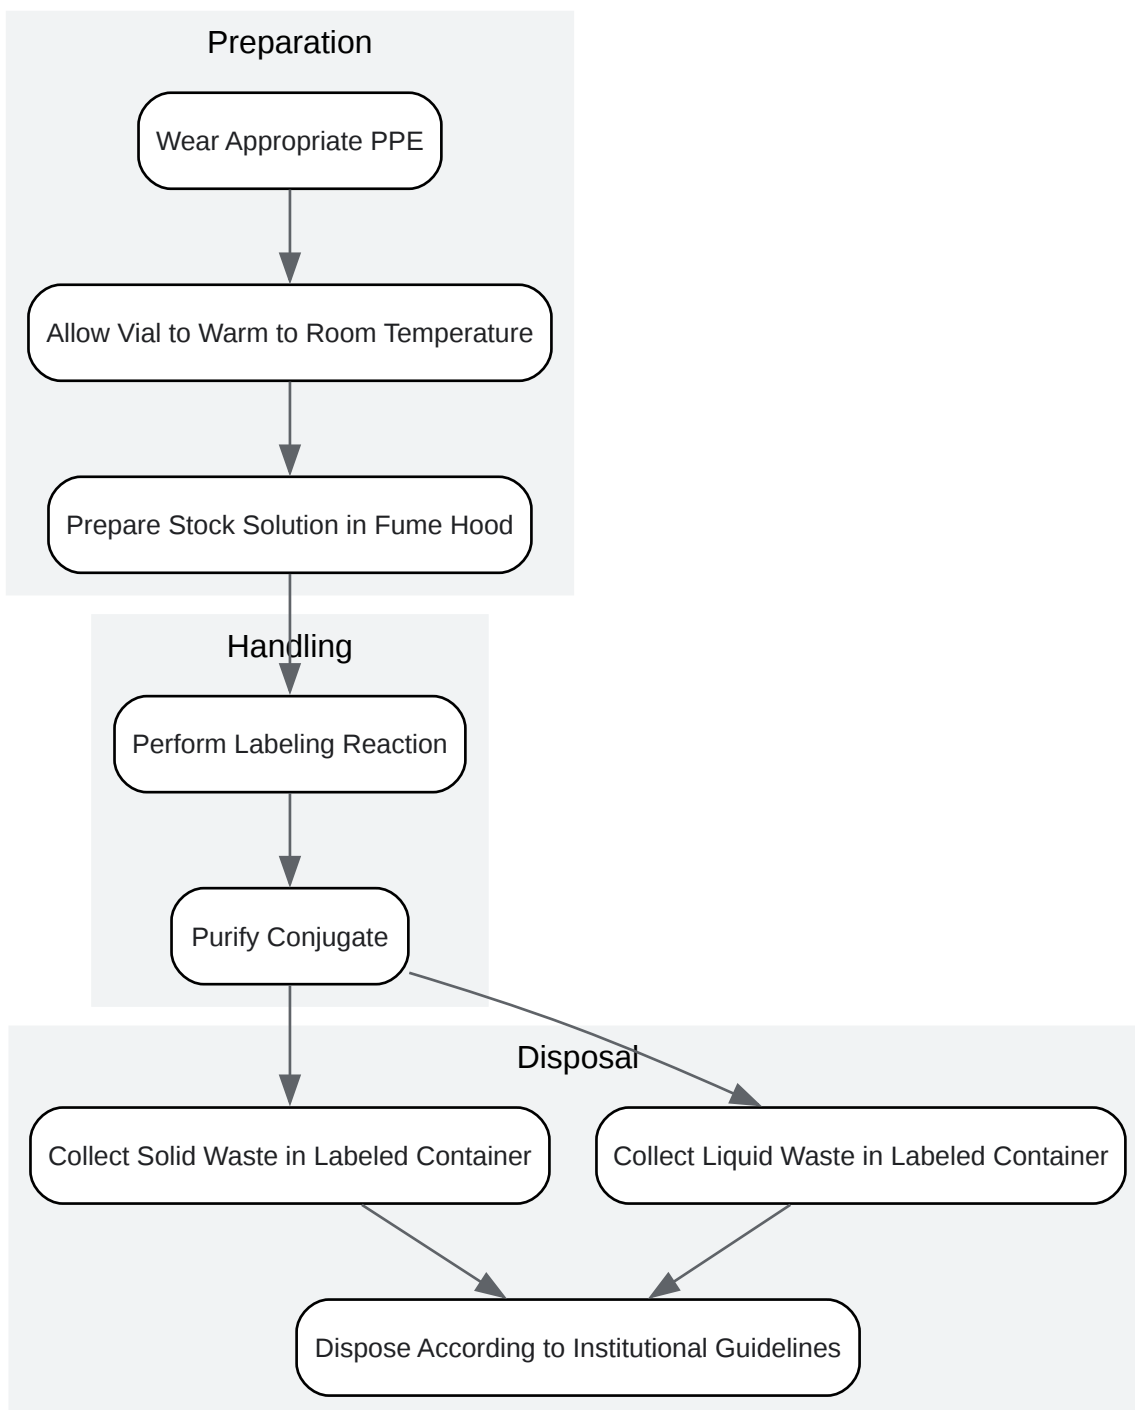 Preparation
Wear Appropriate PPE
Allow Vial to Warm to Room Temperature
Prepare Stock Solution in Fume Hood
Handling
Perform Labeling Reaction
Purify Conjugate
Disposal
Collect Solid Waste in Labeled Container
Collect Liquid Waste in Labeled Container
Dispose According to Institutional Guidelines